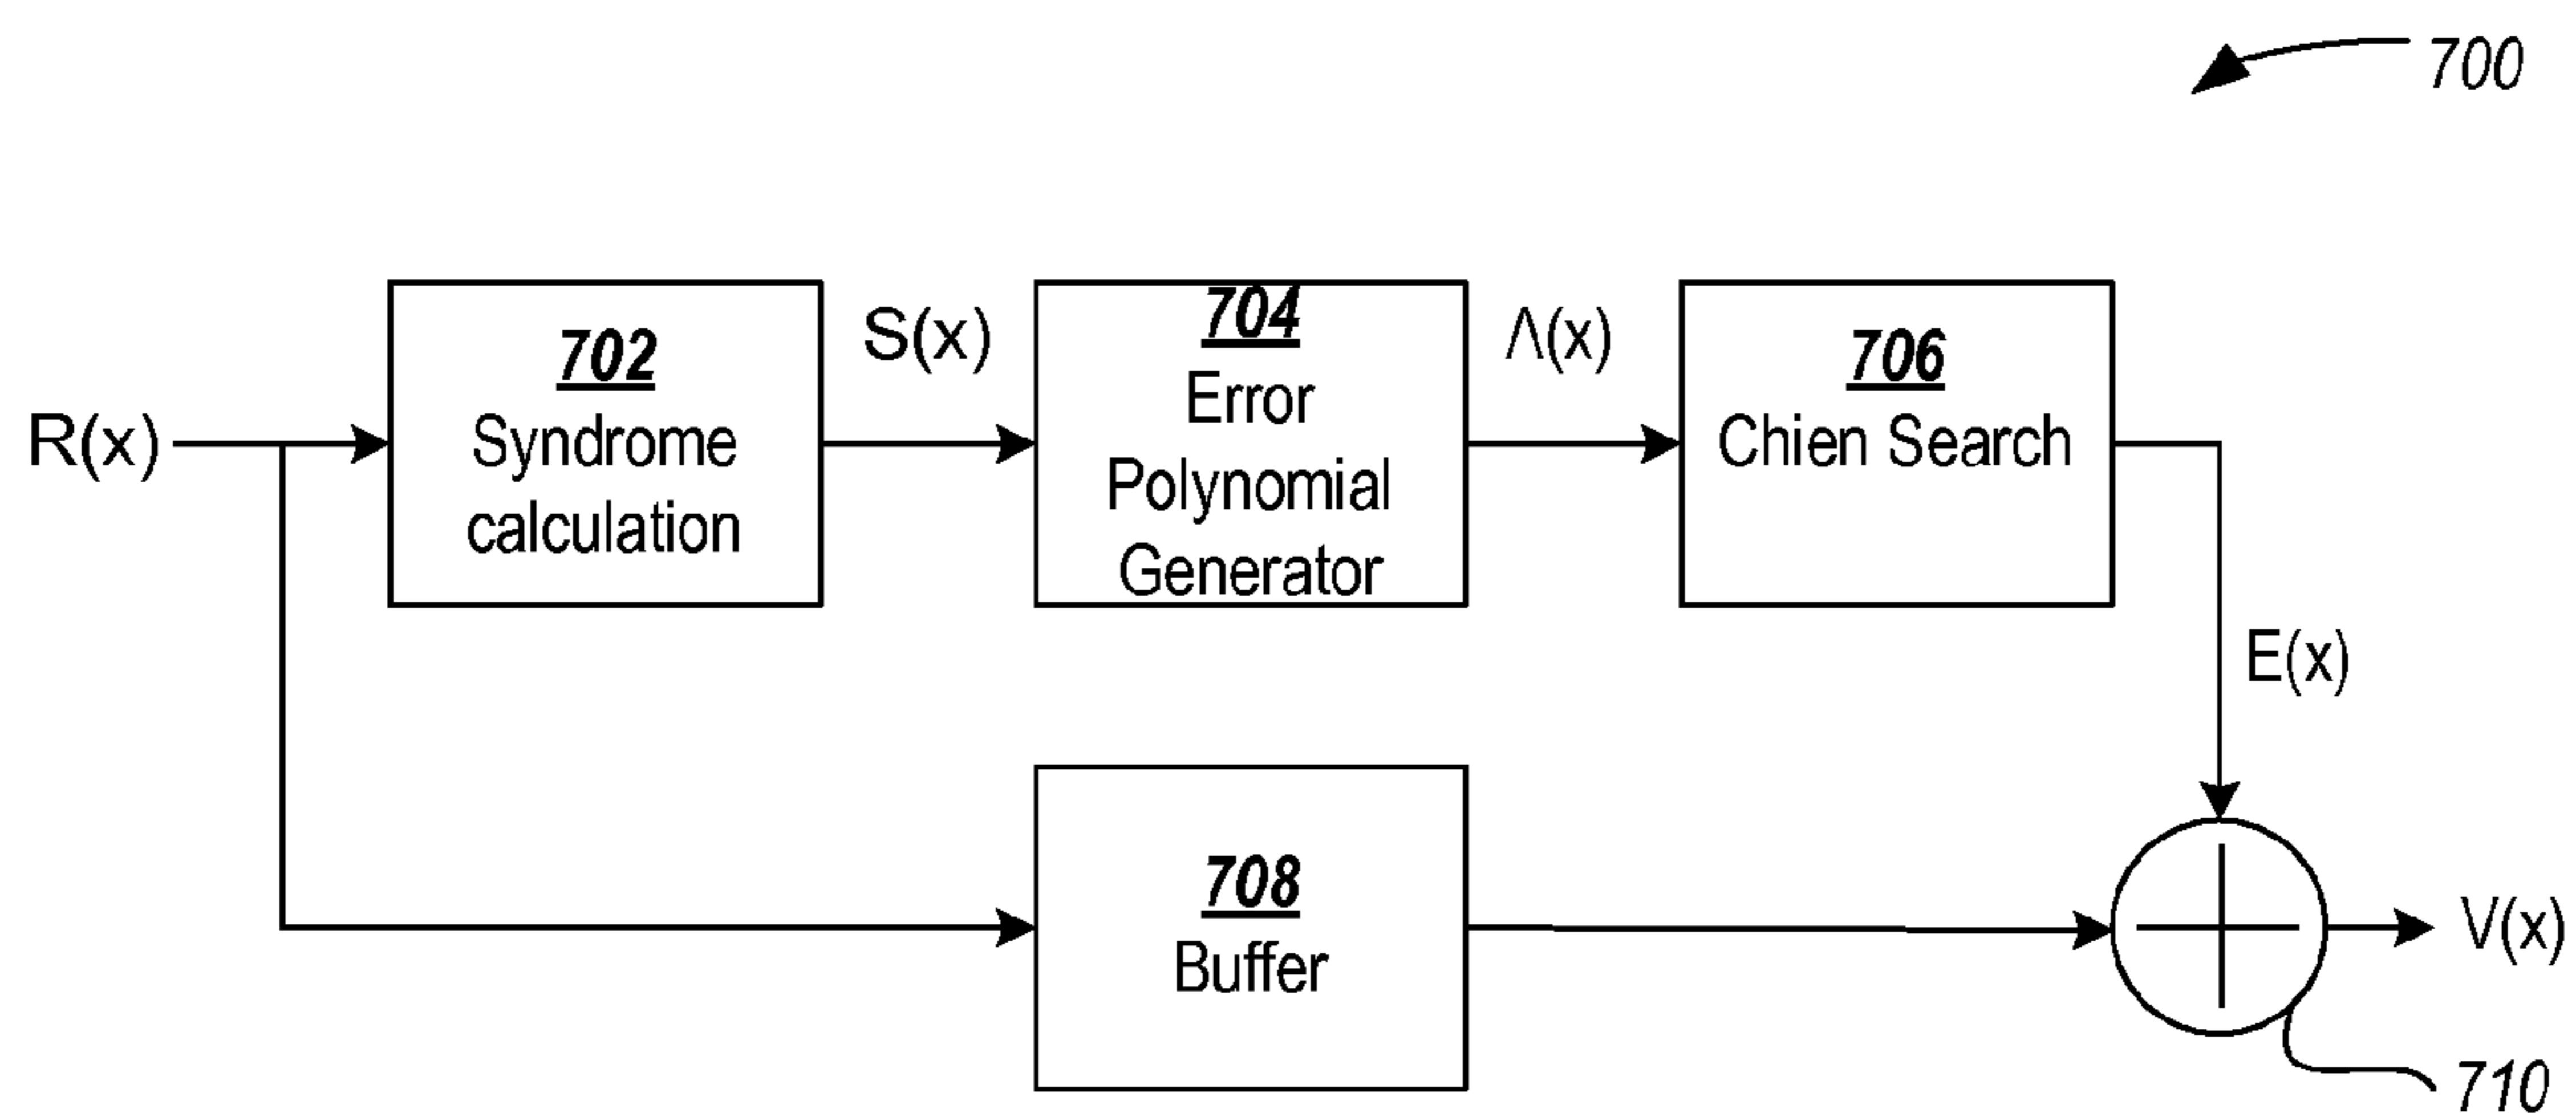 700
702
Syndrome
calculation
S(x)
704
Error
Polynomial
Generator
Λ(x)
706
Chien Search
R(x)
E(x)
708
Buffer
V(x)
710